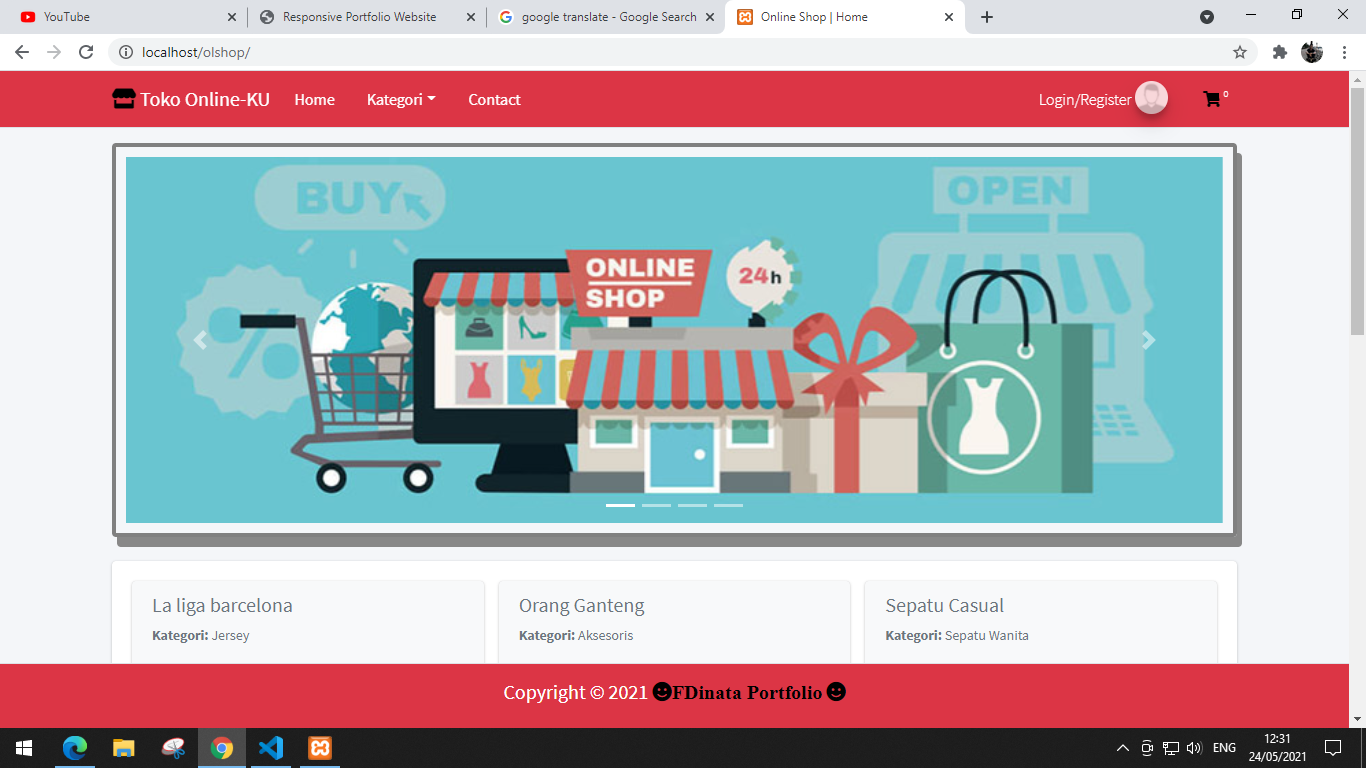 YouTube
Responsive Portfolio Website
google translate - Google Search
Online Shop | Home
localhost/olshop/
Toko Online-KU
Home
Kategori
Contact
Login/Register
0
BUY
OPEN
%
ONLINE
SHOP
24h
La liga barcelona
Kategori: Jersey
Orang Ganteng
Kategori: Aksesoris
Sepatu Casual
Kategori: Sepatu Wanita
Copyright © 2021 FDinata Portfolio
ENG
12:31
24/05/2021